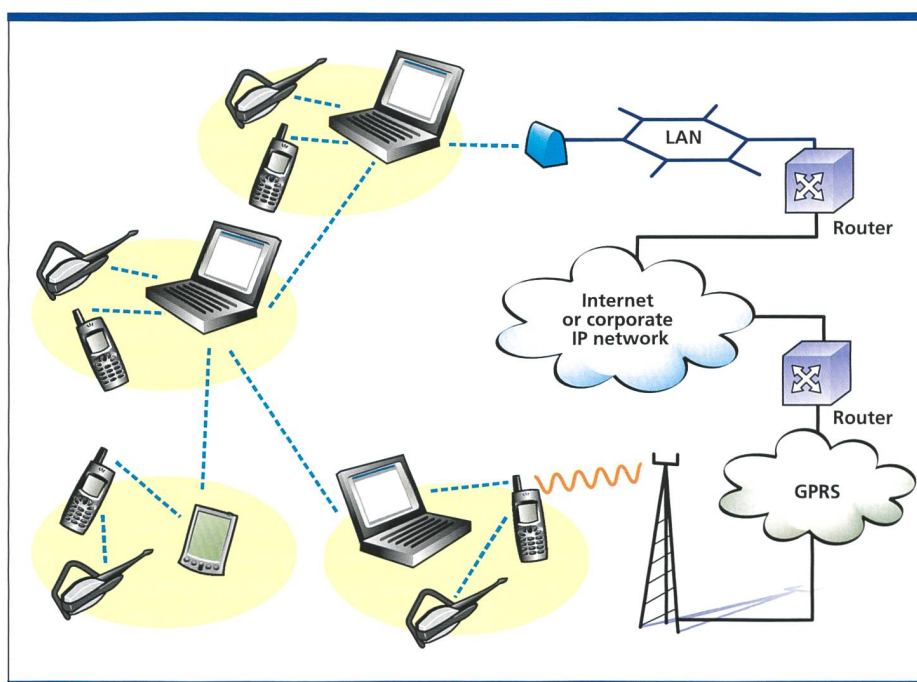 LAN
Router
Internet
or corporate
IP network
Router
GPRS